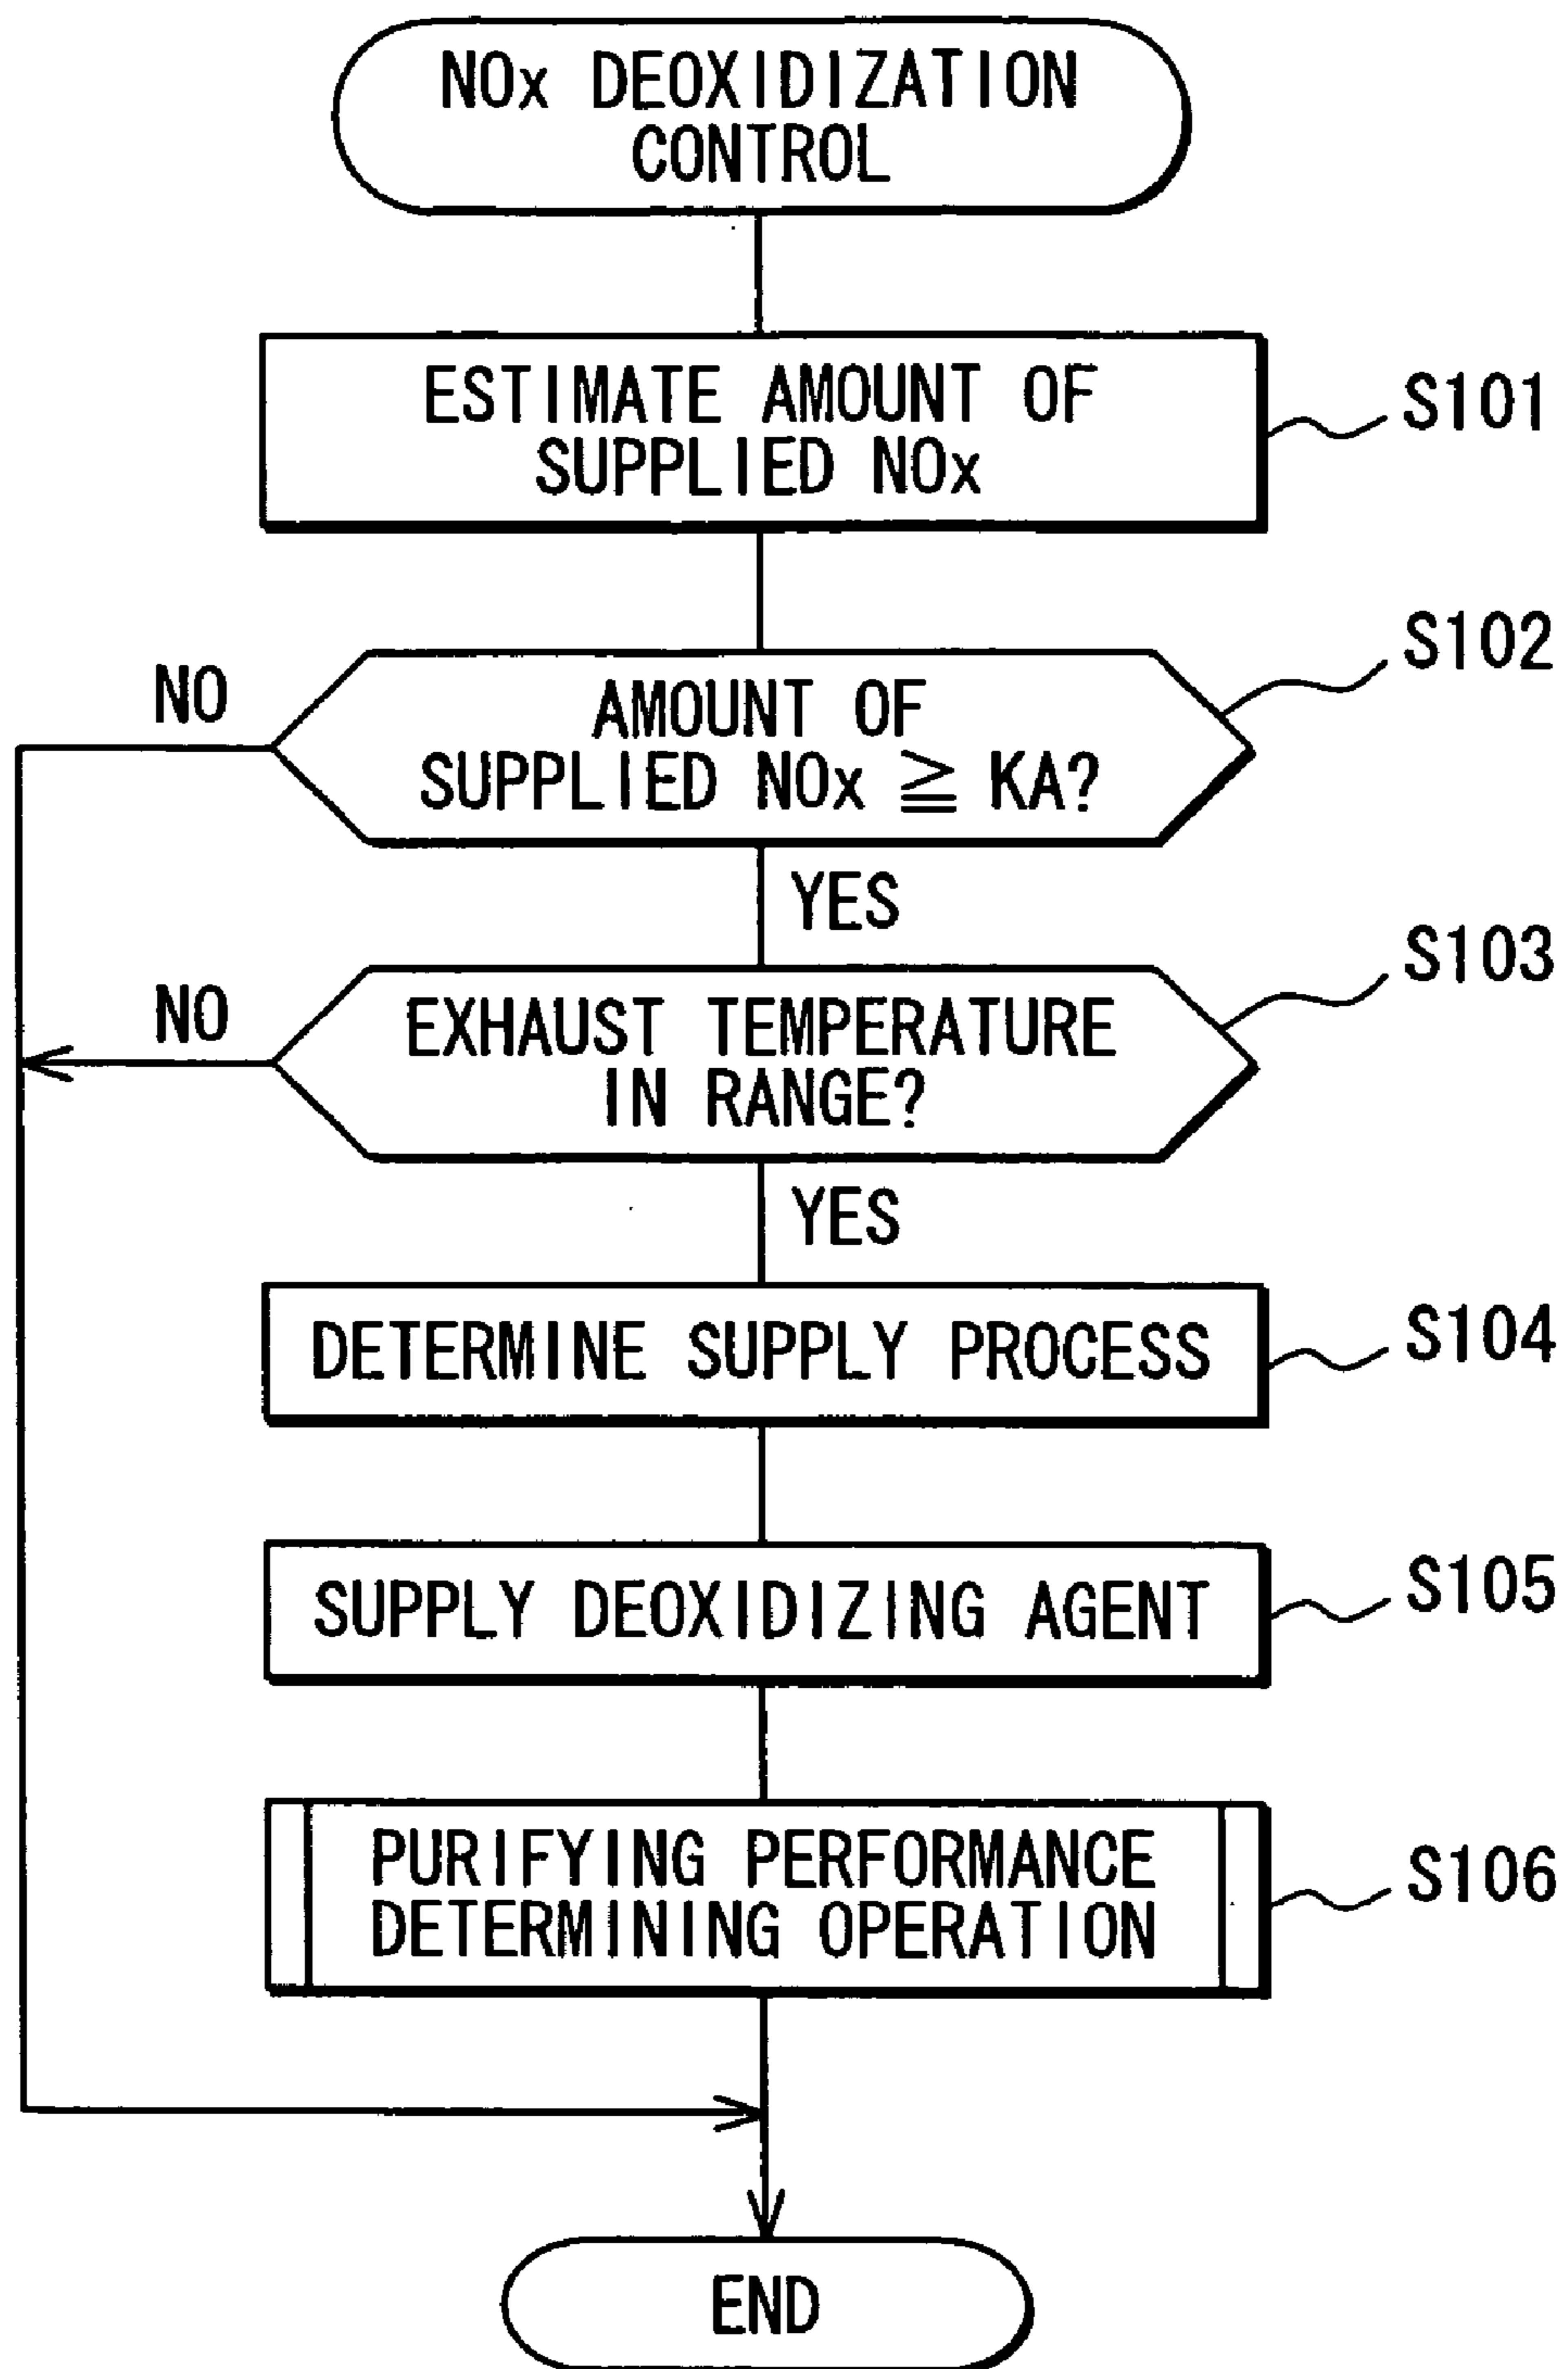 NOx DEOXIDIZATION
CONTROL
ESTIMATE AMOUNT OF
SUPPLIED NOx
S101
S102
NO
AMOUNT OF
SUPPLIED NOx ≧ KA?
YES
S103
NO
EXHAUST TEMPERATURE
IN RANGE?
YES
DETERMINE SUPPLY PROCESS
S104
SUPPLY DEOXIDIZING AGENT
S105
PURIFYING PERFORMANCE
DETERMINING OPERATION
S106
END